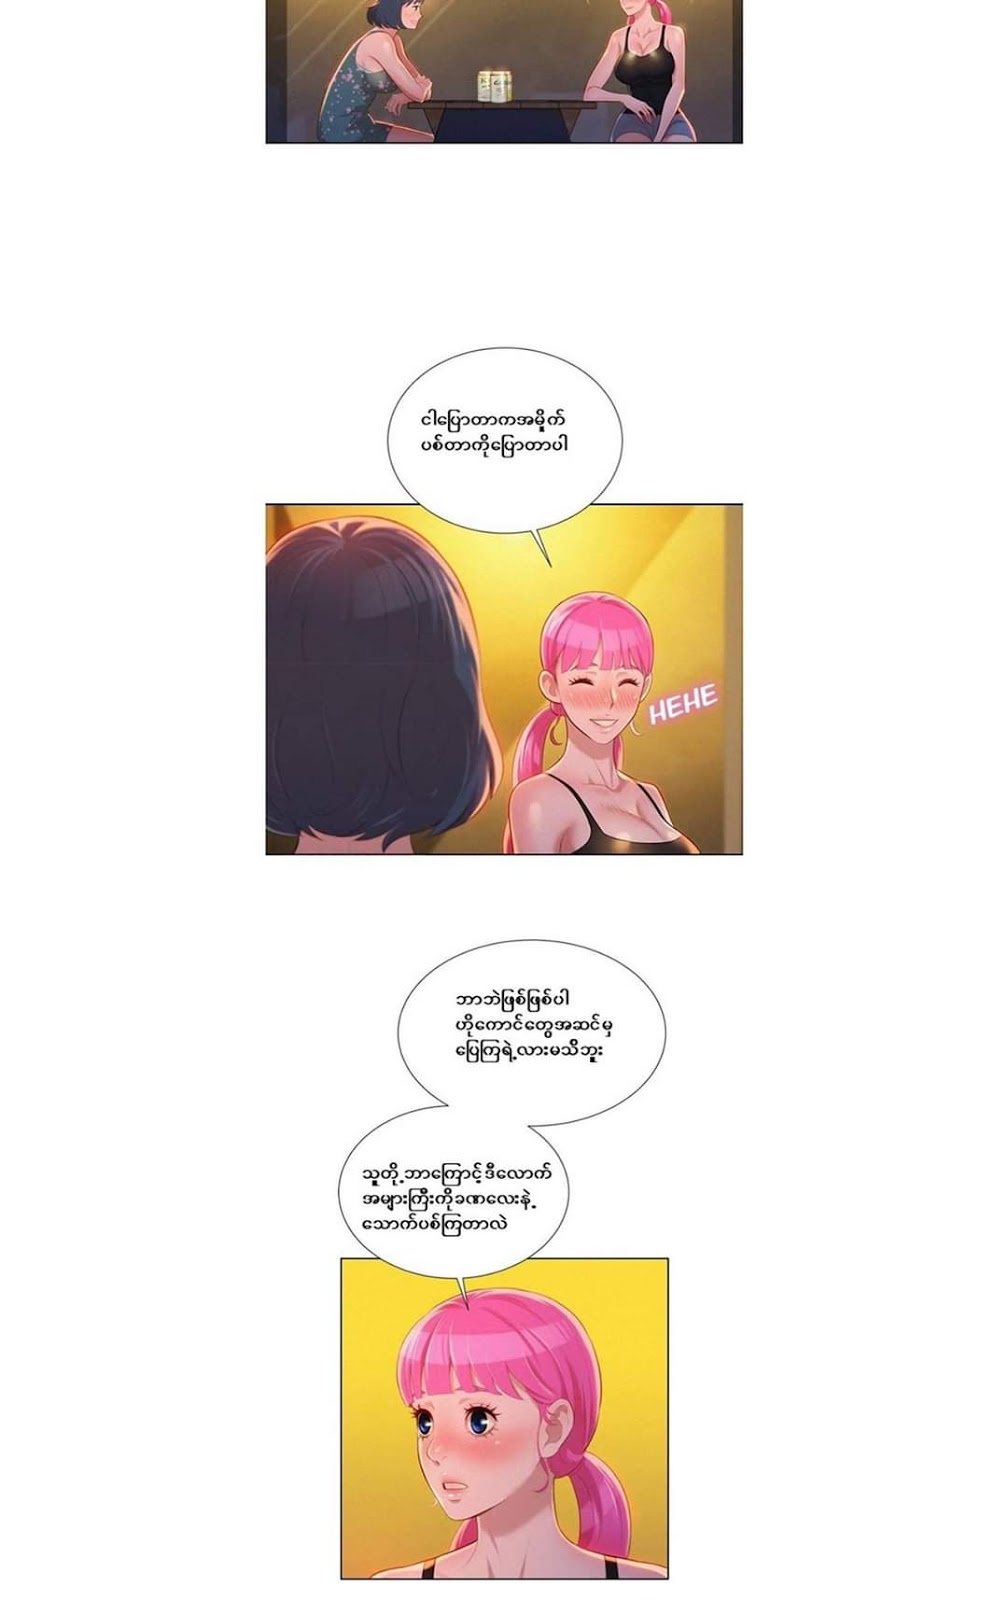 ငါပြောတာကအမှိုက်
ပစ်တာကိုပြောတာပါ
HEHE
ဘာဘဲဖြစ်ဖြစ်ပါ
ဟိုကောင်တွေအဆင်မှ
ပြေကြရဲ့လားမသိဘူး
သူတို့ဘာကြောင့်ဒီလောက်
အများကြီးကိုခဏလေးနဲ့
သောက်ပစ်ကြတာလဲ